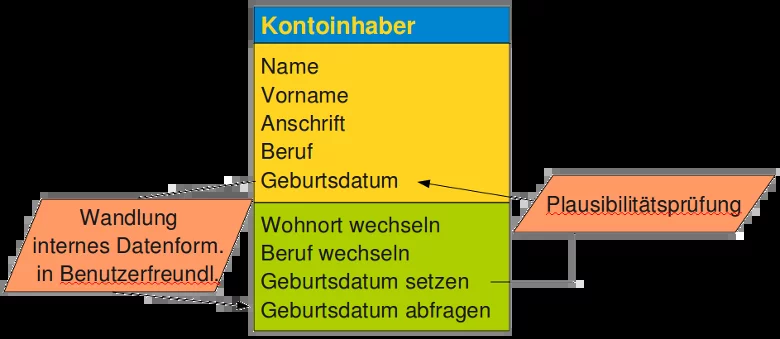 Kontoinhaber
Name
Vorname
Anschrift
Beruf
Geburtsdatum
Wohnort wechseln
Beruf wechseln
Geburtsdatum setzen
Geburtsdatum abfragen
Wandlung
internes Datenform.
in Benutzerfreundl.
Plausibilitätsprüfung